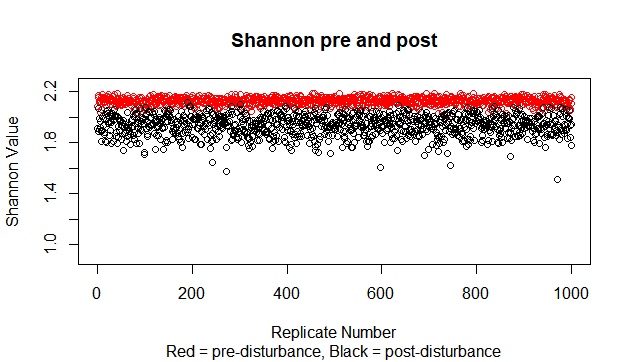 Shannon pre and post
Shannon Value
2.2
1.8
1.4
1.0
0 200 400 600 800 1000
Replicate Number
Red = pre-disturbance, Black = post-disturbance